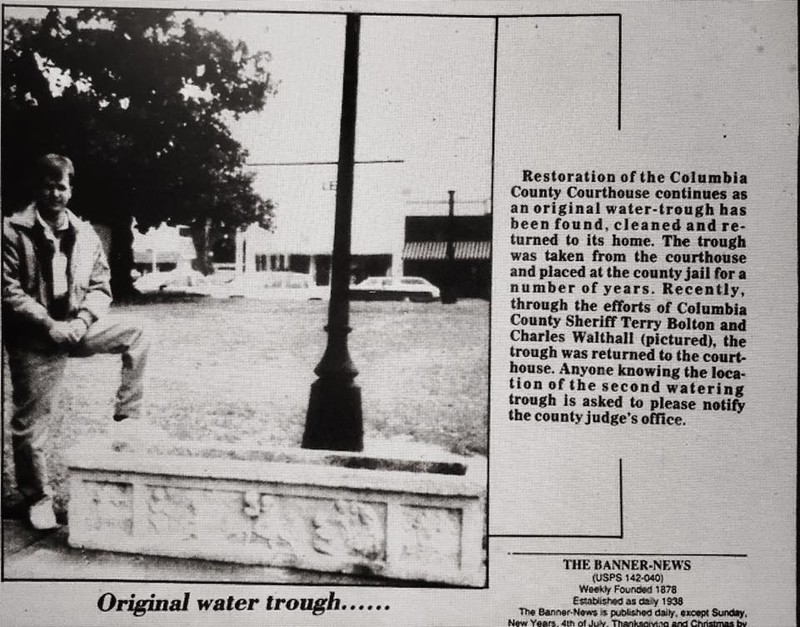 LE
Original water trough......
Restoration of the Columbia
County Courthouse continues as
an original water-trough has
been found, cleaned and re-
turned to its home. The trough
was taken from the courthouse
and placed at the county jail for a
number of years. Recently,
through the efforts of Columbia
County Sheriff Terry Bolton and
Charles Walthall (pictured), the
trough was returned to the court-
house. Anyone knowing the loca-
tion of the second watering
trough is asked to please notify
the county judge's office.
THE BANNER-NEWS
(USPS 142-040)
Weekly Founded 1878
Established as daily 1938
The Banner-News is published daily, except Sunday,
New Years, 4th of July, Thanksgiving and Christmas by